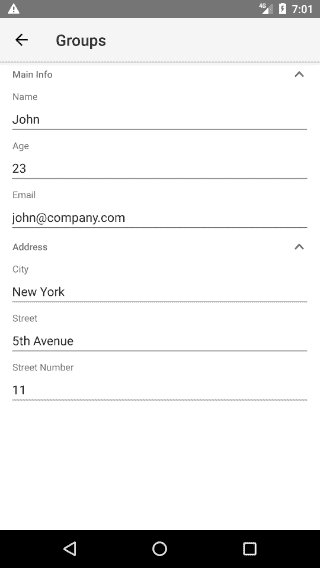 4G 7:01
Groups
Main Info
Name
John
Age
23
Email
john@company.com
Address
City
New York
Street
5th Avenue
Street Number
11